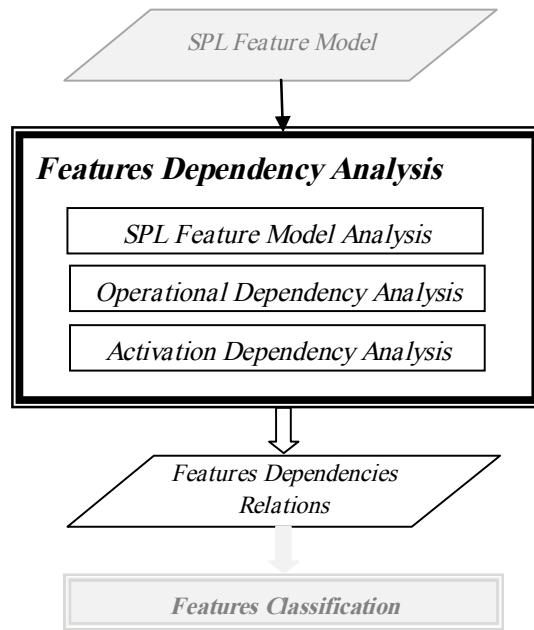 SPL Feature Model
Features Dependency Analysis
SPL Feature Model Analysis
Operational Dependency Analysis
Activation Dependency Analysis
Features Dependencies
Relations
Features Classification